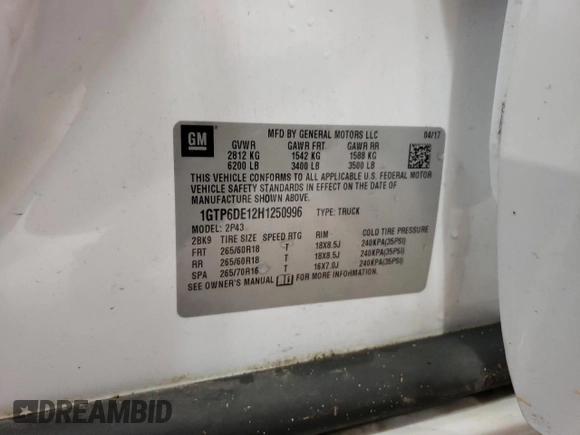 GM
MFD BY GENERAL MOTORS LLC 04/17
GVWR GAWR FRT GAWR RR
2812 KG 1542 KG 1588 KG
6200 LB 3400 LB 3500 LB
THIS VEHICLE CONFORMS TO ALL APPLICABLE U.S. FEDERAL MOTOR
VEHICLE SAFETY STANDARDS IN EFFECT ON THE DATE OF
MANUFACTURE SHOWN ABOVE.
1GTP6DE12H1250996 TYPE: TRUCK
MODEL: 2P43
2BK9 TIRE SIZE SPEED RTG RIM COLD TIRE PRESSURE
FRT 265/60R18 T 18X8.5J 240KPA(35PSI)
RR 265/60R18 T 18X8.5J 240KPA(35PSI)
SPA 265/70R16 T 16X7.0J 240KPA(35PSI)
SEE OWNER'S MANUAL FOR MORE INFORMATION.
DREAMBID